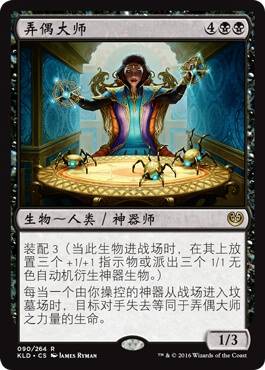 弄偶大师 4
生物～人类／神器师
装配3（当此生物进战场时，在其上放
置三个+1/+1指示物或派出三个1/1无
色自动机衍生神器生物。）
每当一个由你操控的神器从战场进入坟
墓场时，目标对手失去等同于弄偶大师
之力量的生命。
1/3
090/264 R
KLD • CS JAMES RYMAN
™ & © 2016 Wizards of the Coast